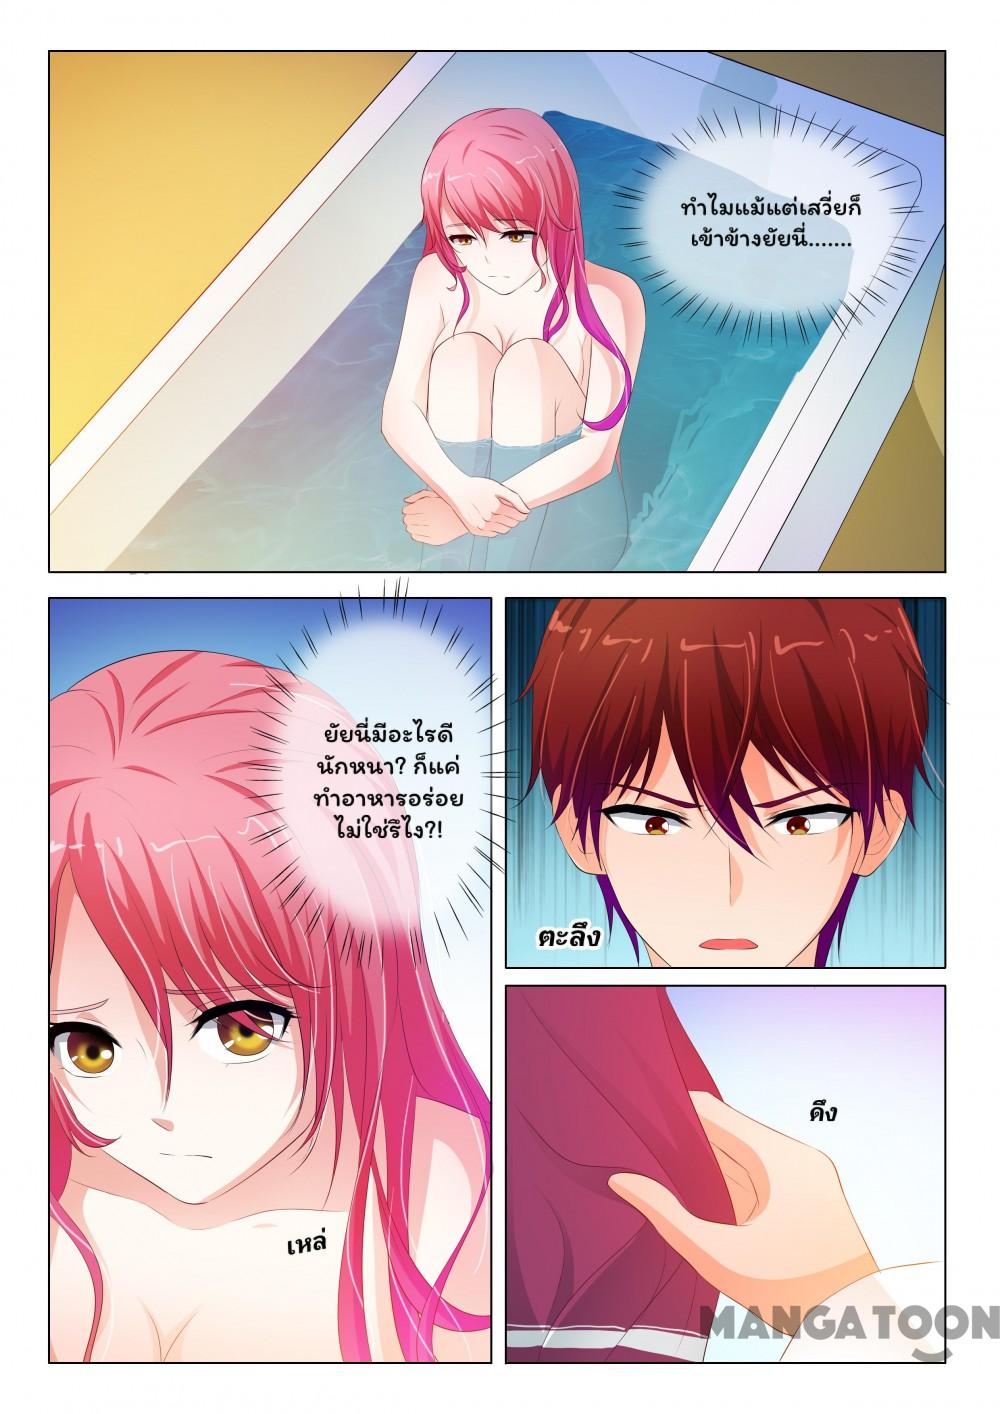 ทำไมแม้แต่เสวี่ยก็
เข้าข้างยัยนี่.......
ยัยนี่มีอะไรดี
นักหนา? ก็แค่
ทำอาหารอร่อย
ไม่ใช่รึไง?!
ตะลึง
เหล่
ดึง
MANGATOON